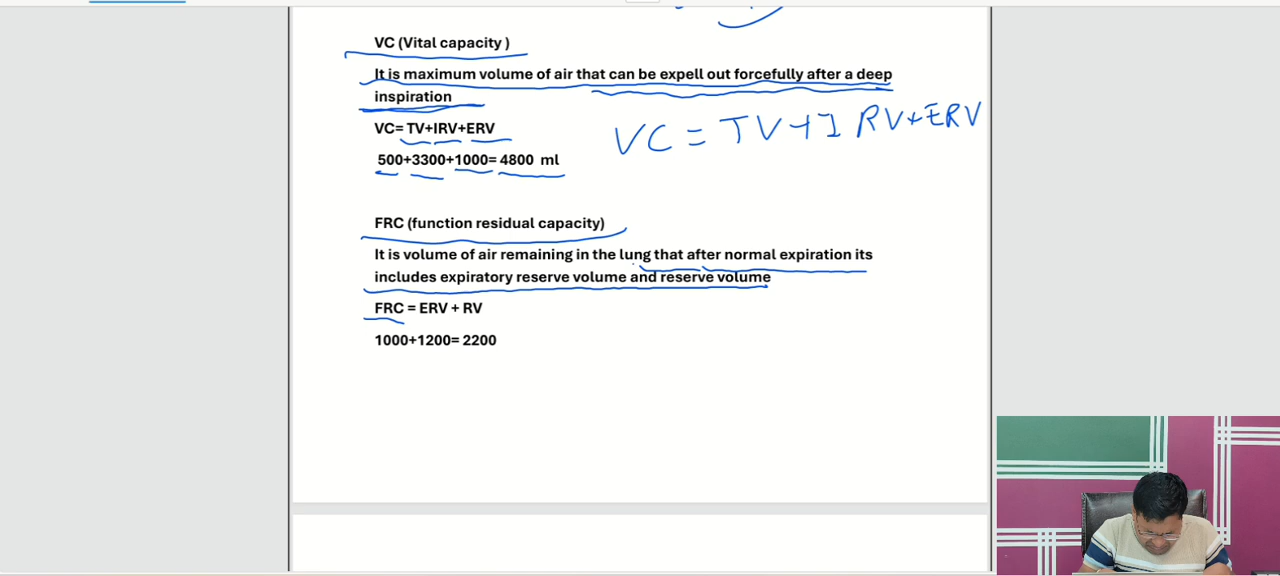 VC (Vital capacity )
It is maximum volume of air that can be expell out forcefully after a deep
inspiration
VC= TV+IRV+ERV
VC = TV+I RV+ERV
500+3300+1000= 4800 ml
FRC (function residual capacity)
It is volume of air remaining in the lung that after normal expiration its
includes expiratory reserve volume and reserve volume
FRC = ERV + RV
1000+1200= 2200